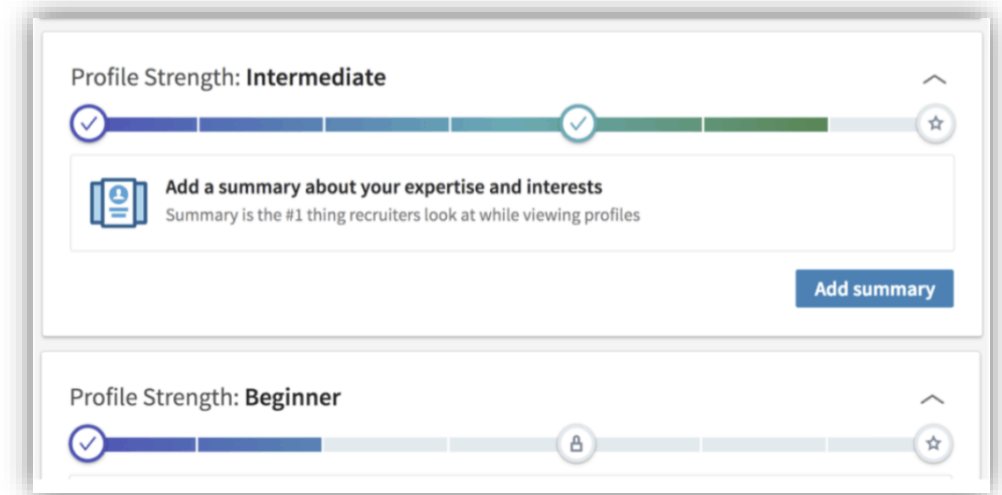 Profile Strength: Intermediate
Add a summary about your expertise and interests
Summary is the #1 thing recruiters look at while viewing profiles
Add summary
Profile Strength: Beginner